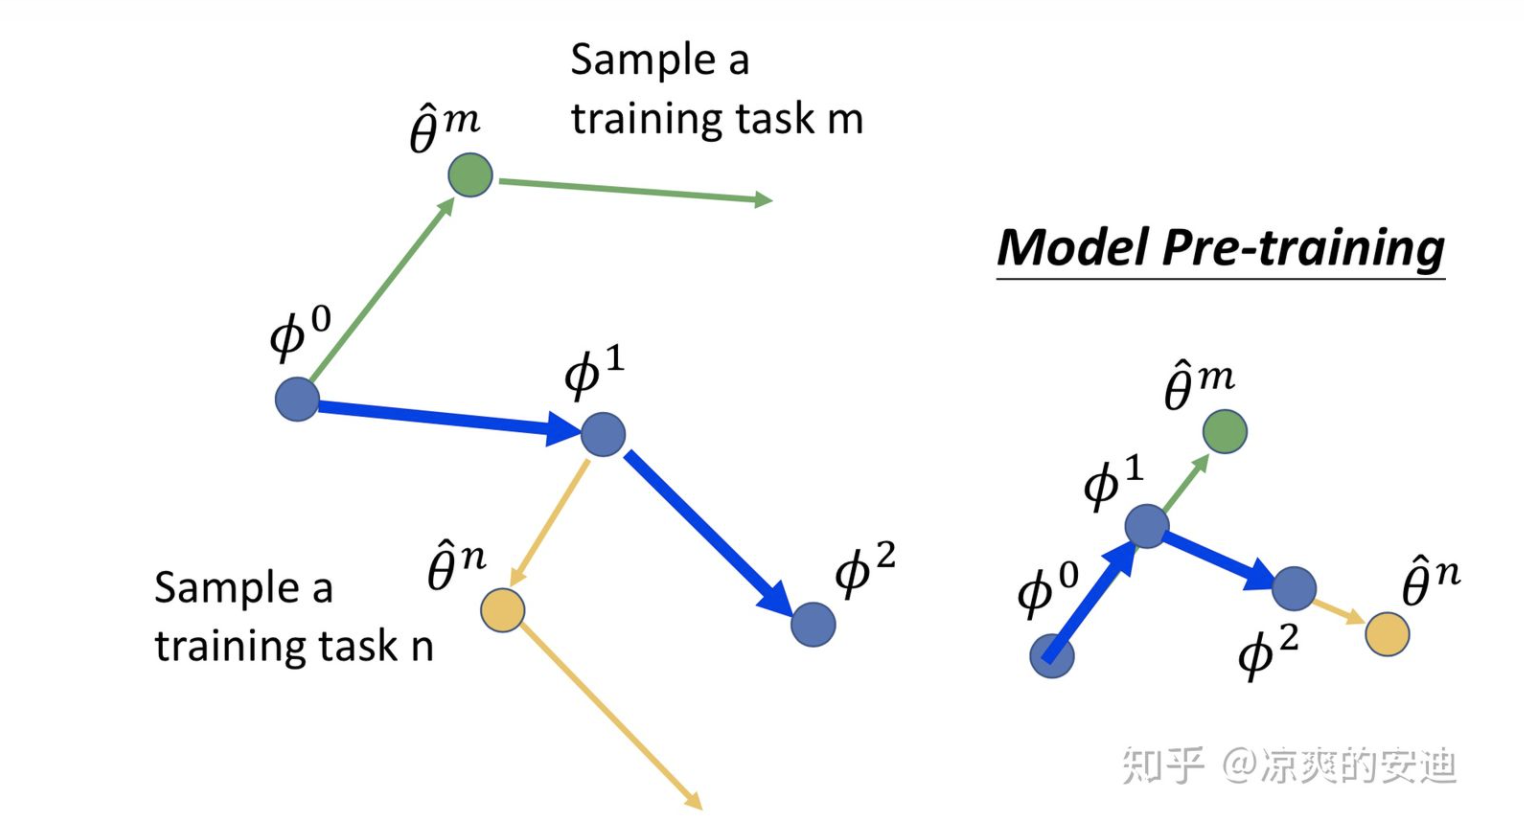 Sample a
training task m
θ̂ᵐ
ϕ⁰
ϕ¹
θ̂ⁿ
ϕ²
Sample a
training task n
Model Pre-training
θ̂ᵐ
ϕ¹
ϕ⁰
θ̂ⁿ
ϕ²
知乎 @凉爽的安迪